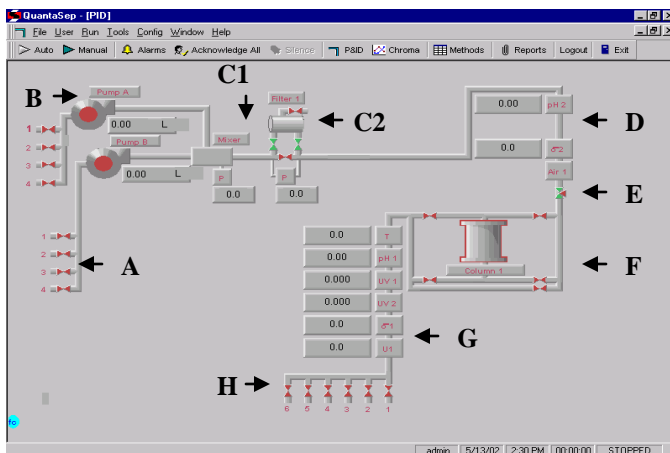 QuantaSep - [PID]
File User Run Tools Config Window Help
Auto Manual Alarms Acknowledge All Silence P&ID Chroma Methods Reports Logout Exit
C1
B Pump A Filter 1
0.00 L C2 0.00 pH 2 D
1 Mixer
2 Pump B
3 0.0 σ2
4 0.00 L P P Air 1
0.0 0.0 E
1 0.0 T
2 0.00 pH 1
3 A Column 1 F
4 0.000 UV 1
0.000 UV 2
0.0 σ1 G
0.0 U1
H
6 5 4 3 2 1
fc
admin 5/13/02 2:30 PM 00:00:00 STOPPED